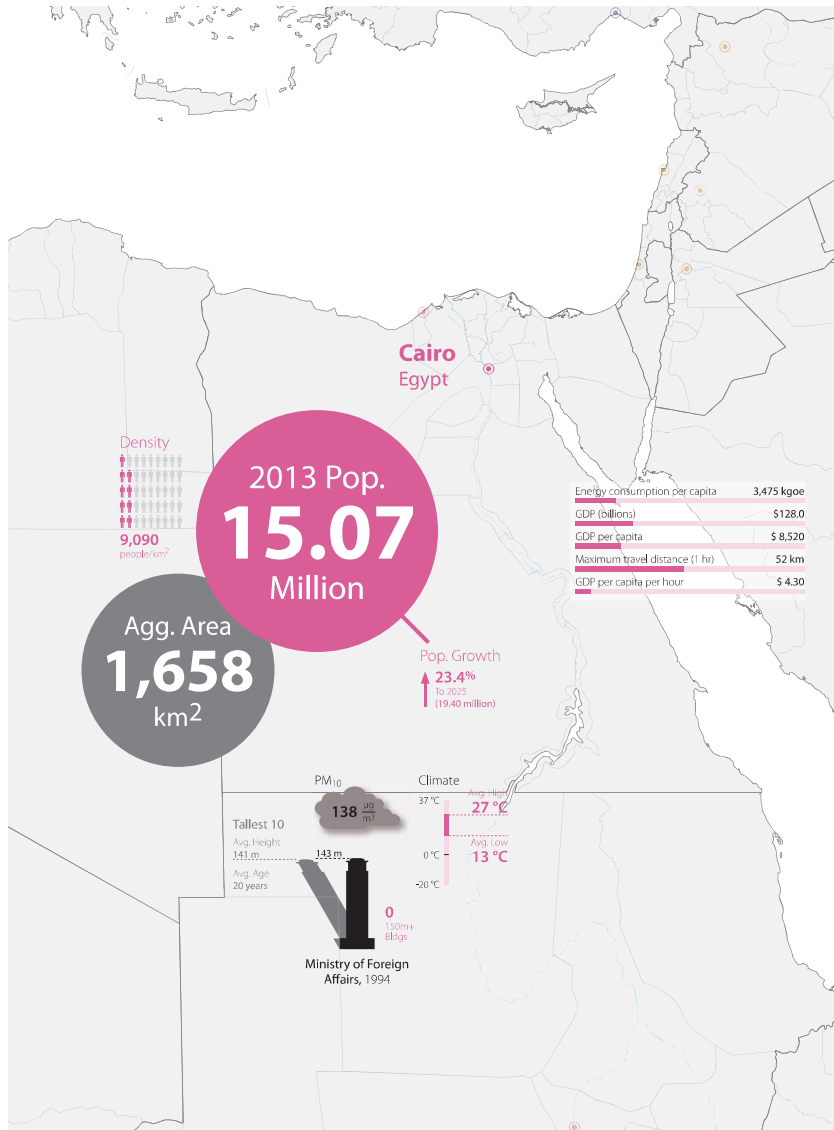 Cairo
Egypt
Density
9,090
people/km²
2013 Pop.
15.07
Million
Agg. Area
1,658
km²
Energy consumption per capita 3,475 kgoe
GDP (billions) $128.0
GDP per capita $ 8,520
Maximum travel distance (1 hr) 52 km
GDP per capita per hour $ 4.30
Pop. Growth
23.4%
To 2025
(19.40 million)
PM₁₀
138 µg/m³
Climate
37 °C
Avg. High
27 °C
0 °C
Avg. Low
13 °C
-20 °C
Tallest 10
Avg. Height
141 m
143 m
Avg. Age
20 years
0
150m+
Bldgs
Ministry of Foreign
Affairs, 1994